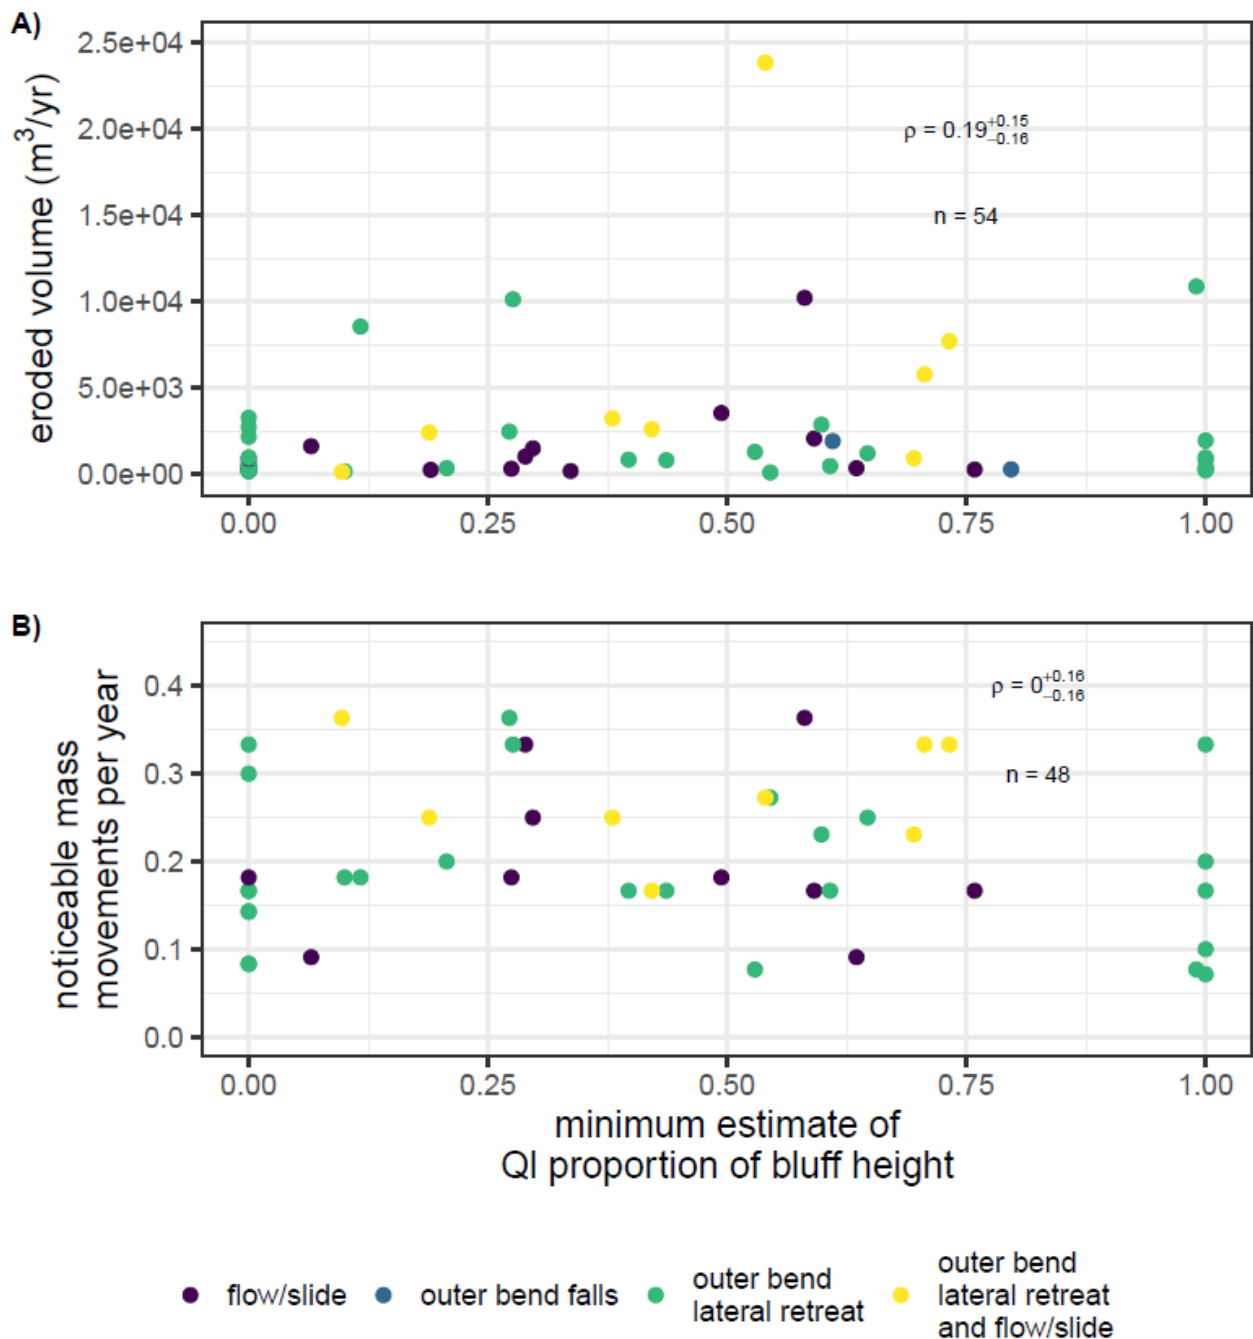 A)
eroded volume (m³/yr)
2.5e+04
2.0e+04
1.5e+04
1.0e+04
5.0e+03
0.0e+00
ρ = 0.19 +0.15 −0.16
n = 54
0.00 0.25 0.50 0.75 1.00
B)
noticeable mass
movements per year
0.4
0.3
0.2
0.1
0.0
ρ = 0 +0.16 −0.16
n = 48
0.00 0.25 0.50 0.75 1.00
minimum estimate of
Ql proportion of bluff height
flow/slide
outer bend falls
outer bend
lateral retreat
outer bend
lateral retreat
and flow/slide